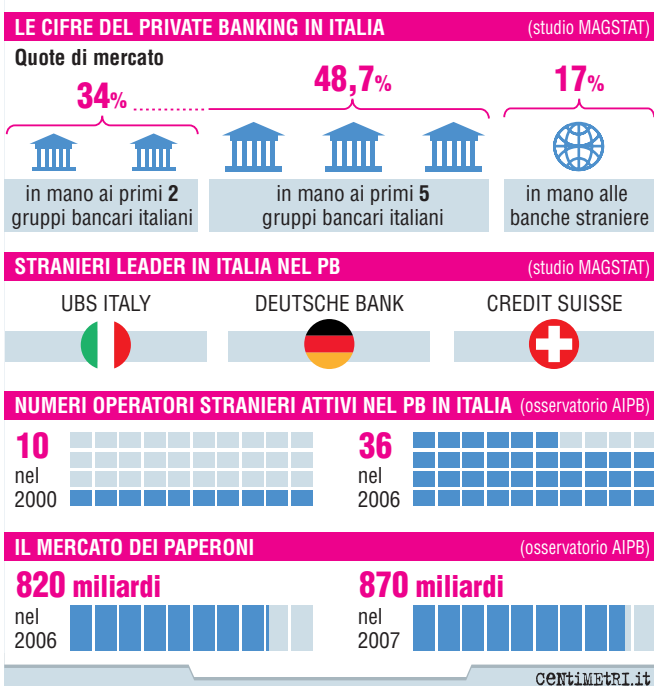 LE CIFRE DEL PRIVATE BANKING IN ITALIA (studio MAGSTAT)
Quote di mercato
34%
48,7%
17%
in mano ai primi 2
gruppi bancari italiani
in mano ai primi 5
gruppi bancari italiani
in mano alle
banche straniere
STRANIERI LEADER IN ITALIA NEL PB (studio MAGSTAT)
UBS ITALY
DEUTSCHE BANK
CREDIT SUISSE
NUMERI OPERATORI STRANIERI ATTIVI NEL PB IN ITALIA (osservatorio AIPB)
10
nel
2000
36
nel
2006
IL MERCATO DEI PAPERONI (osservatorio AIPB)
820 miliardi
nel
2006
870 miliardi
nel
2007
CENTIMETRI.it